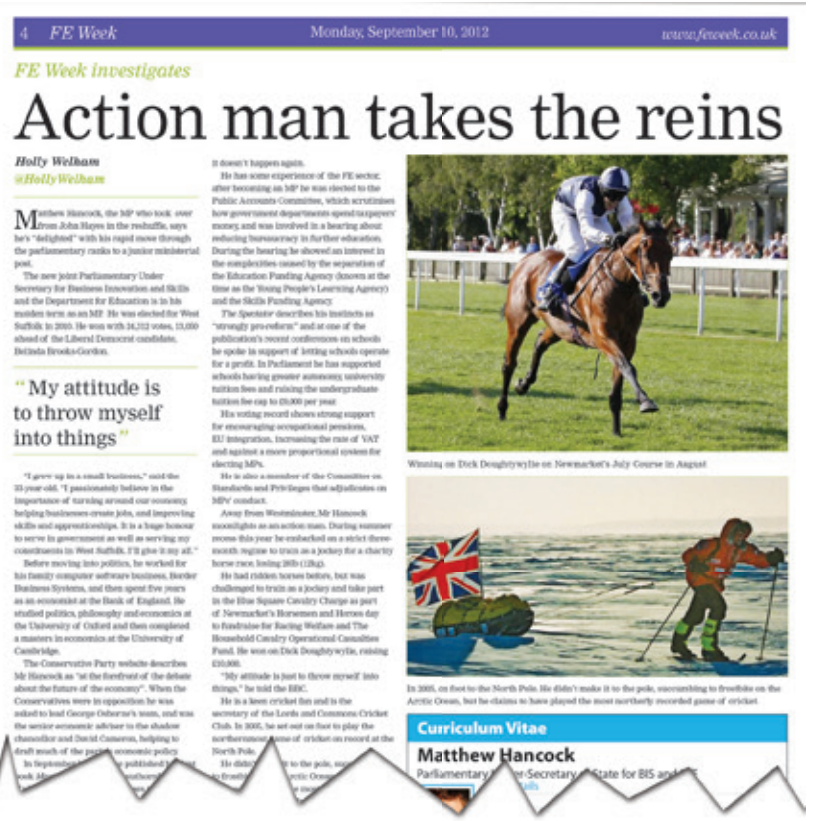 4 FE Week
Monday, September 10, 2012
www.feweek.co.uk
FE Week investigates
Action man takes the reins
Holly Welham
@HollyWelham
Matthew Hancock, the MP who took over
from John Hayes in the reshuffle, says
he's "delighted" with his rapid move through
the parliamentary ranks to a junior ministerial
post.
The new joint Parliamentary Under
Secretary for Business Innovation and Skills
and the Department for Education is in his
maiden term as an MP. He was elected for West
Suffolk in 2010. He won with 24,312 votes, 13,050
ahead of the Liberal Democrat candidate,
Belinda Brooks-Gordon.
"My attitude is
to throw myself
into things"
"I grew up in a small business," said the
33 year old. "I passionately believe in the
importance of turning around our economy,
helping businesses create jobs, and improving
skills and apprenticeships. It is a huge honour
to serve in government as well as serving my
constituents in West Suffolk. I'll give it my all."
Before moving into politics, he worked for
his family computer software business, Border
Business Systems, and then spent five years
as an economist at the Bank of England. He
studied politics, philosophy and economics at
the University of Oxford and then completed
a masters in economics at the University of
Cambridge.
The Conservative Party website describes
Mr Hancock as "at the forefront of the debate
about the future of the economy". When the
Conservatives were in opposition he was
asked to lead George Osborne's team, and was
the senior economic adviser to the shadow
chancellor and David Cameron, helping to
draft much of the party's economic policy.
In September
it doesn't happen again.
He has some experience of the FE sector,
after becoming an MP he was elected to the
Public Accounts Committee, which scrutinises
how government departments spend taxpayers'
money, and was involved in a hearing about
reducing bureaucracy in further education.
During the hearing he showed an interest in
the complexities caused by the separation of
the Education Funding Agency (known at the
time as the Young People's Learning Agency)
and the Skills Funding Agency.
The Spectator describes his instincts as
"strongly pro-reform" and at one of the
publication's recent conferences on schools
he spoke in support of letting schools operate
for a profit. In Parliament he has supported
schools having greater autonomy, university
tuition fees and raising the undergraduate
tuition fee cap to £9,000 per year.
His voting record shows strong support
for encouraging occupational pensions,
EU integration, increasing the rate of VAT
and against a more proportional system for
electing MPs.
He is also a member of the Committee on
Standards and Privileges that adjudicates on
MPs' conduct.
Away from Westminster, Mr Hancock
moonlights as an action man. During summer
recess this year he embarked on a strict three-
month regime to train as a jockey for a charity
horse race, losing 26lb (12kg).
He had ridden horses before, but was
challenged to train as a jockey and take part
in the Blue Square Cavalry Charge as part
of Newmarket's Horsemen and Heroes day
to fundraise for Racing Welfare and The
Household Cavalry Operational Casualties
Fund. He won on Dick Doughtywylie, raising
£10,000.
"My attitude is just to throw myself into
things," he told the BBC.
He is a keen cricket fan and is the
secretary of the Lords and Commons Cricket
Club. In 2005, he set out on foot to play the
northernmost game of cricket on record at the
North Pole.
He didn't to the pole,
Winning on Dick Doughtywylie on Newmarket's July Course in August
In 2005, on foot to the North Pole. He didn't make it to the pole, succumbing to frostbite on the
Arctic Ocean, but he claims to have played the most northerly recorded game of cricket
Curriculum Vitae
Matthew Hancock
Parliamentary Secretary State for BIS and